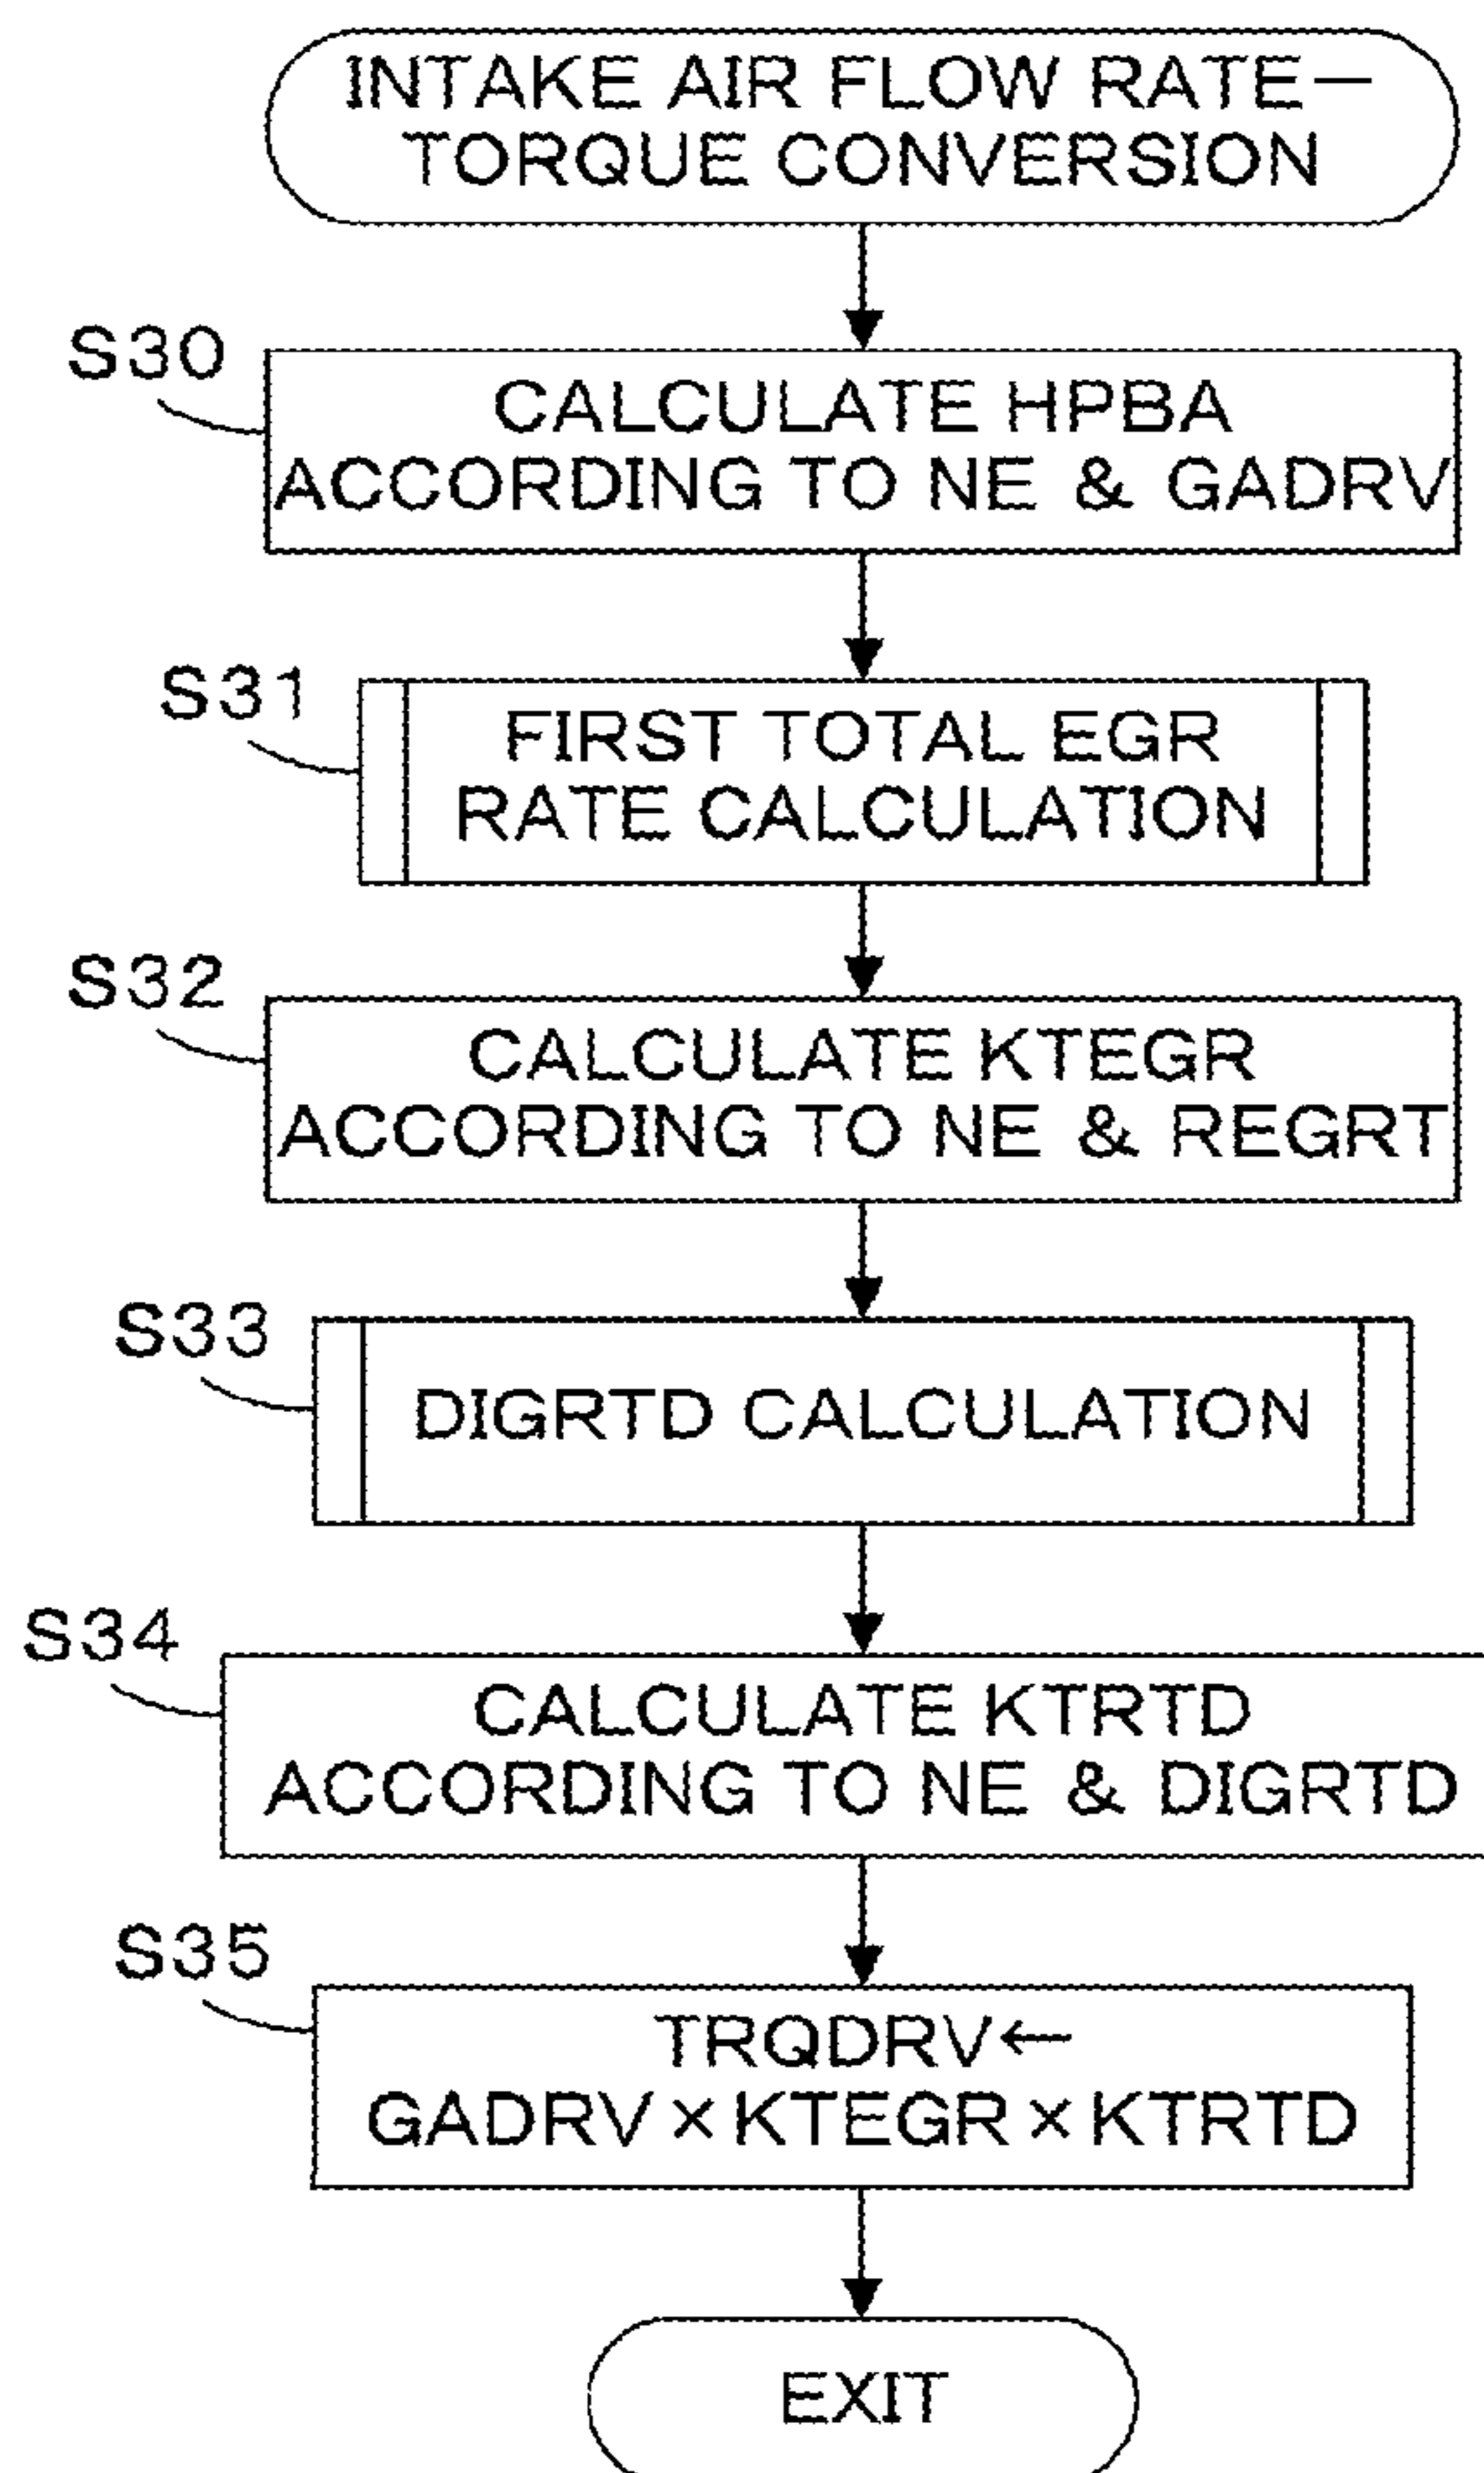 INTAKE AIR FLOW RATE—
TORQUE CONVERSION
S30
CALCULATE HPBA
ACCORDING TO NE & GADRV
S31
FIRST TOTAL EGR
RATE CALCULATION
S32
CALCULATE KTEGR
ACCORDING TO NE & REGRT
S33
DIGRTD CALCULATION
S34
CALCULATE KTRTD
ACCORDING TO NE & DIGRTD
S35
TRQDRV←
GADRV×KTEGR×KTRTD
EXIT